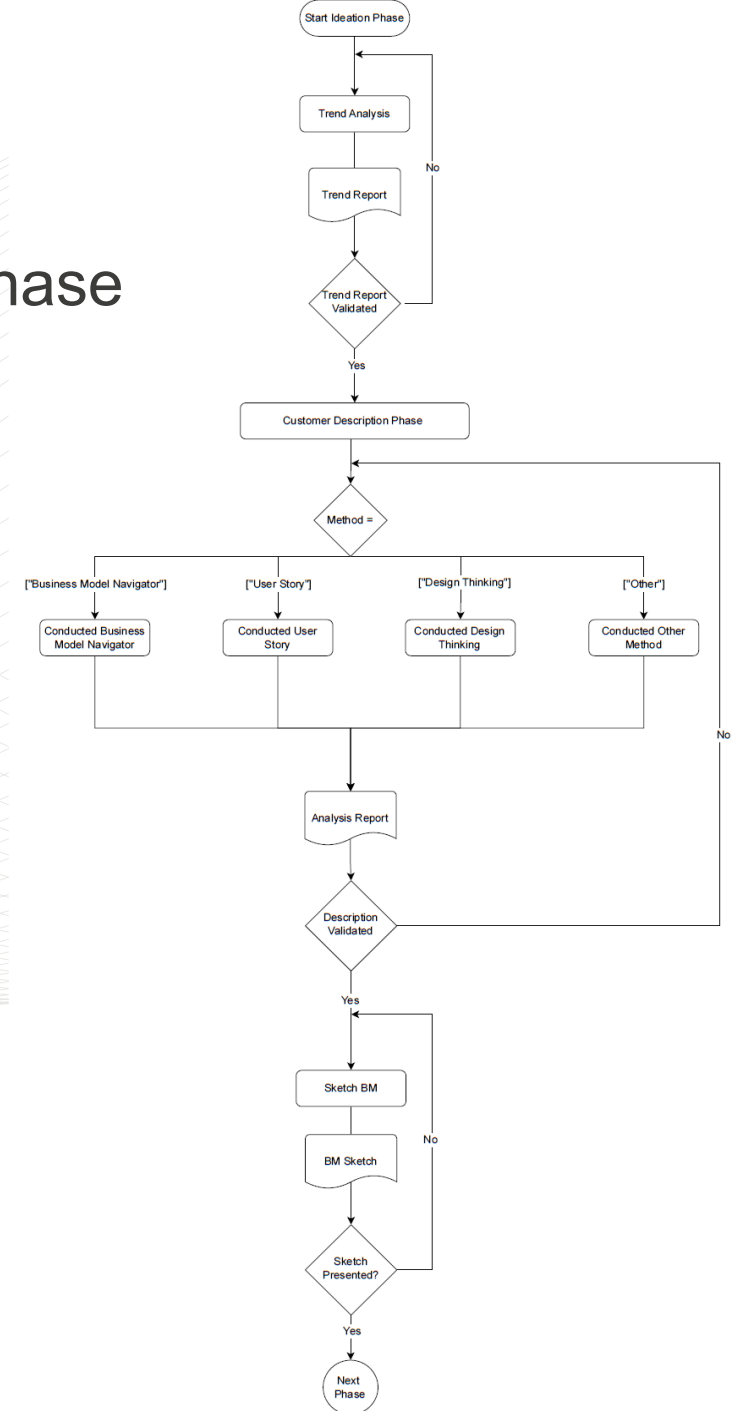 Start Ideation Phase
Trend Analysis
No
Trend Report
hase
Trend Report
Validated
Yes
Customer Description Phase
Method =
["Business Model Navigator"]
["User Story"]
["Design Thinking"]
["Other"]
Conducted Business
Model Navigator
Conducted User
Story
Conducted Design
Thinking
Conducted Other
Method
No
Analysis Report
Description
Validated
Yes
Sketch BM
No
BM Sketch
Sketch
Presented?
Yes
Next
Phase